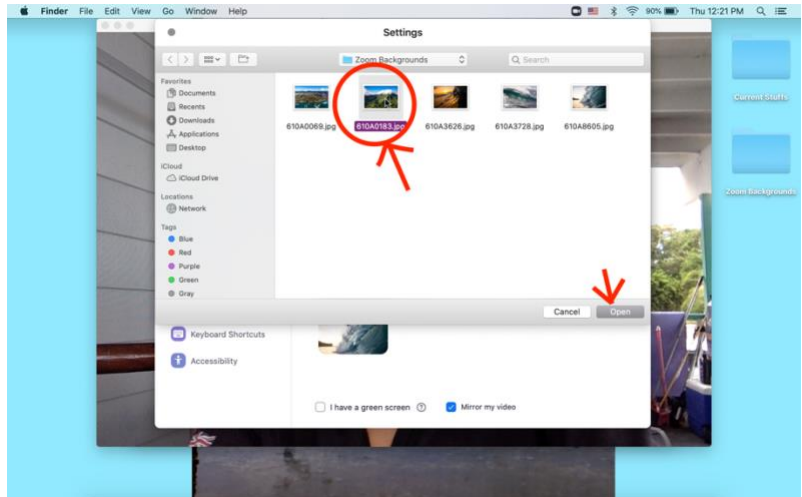 Finder File Edit View Go Window Help 90% Thu 12:21 PM
Settings
Zoom Backgrounds Search
Favorites
Documents
Recents
Downloads
Applications
Desktop
iCloud
iCloud Drive
Locations
Network
Tags
Blue
Red
Purple
Green
Gray
610A0069.jpg 610A0183.jpg 610A3626.jpg 610A3728.jpg 610A8605.jpg
Cancel Open
Keyboard Shortcuts
Accessibility
I have a green screen ? Mirror my video
Current Stuffs
Zoom Backgrounds